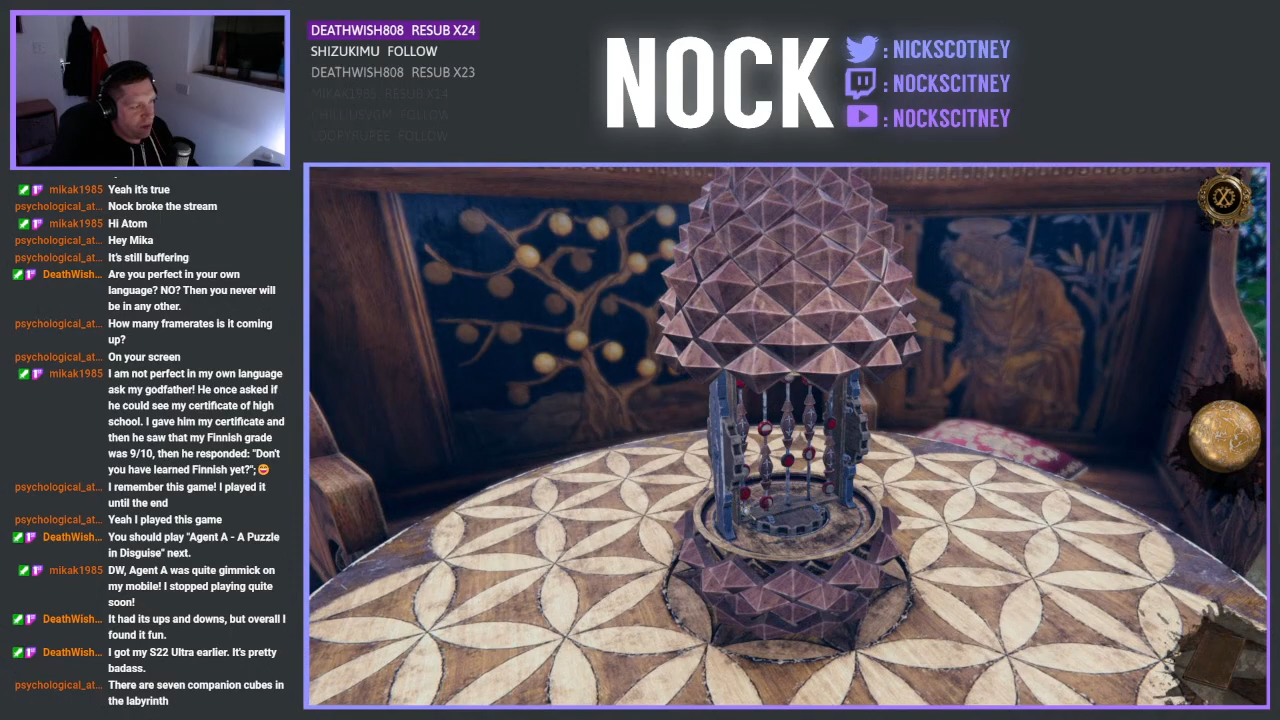 DEATHWISH808 RESUB X24
SHIZUKIMU FOLLOW
DEATHWISH808 RESUB X23
MIKAK1985 RESUB X14
LOOPYRUPEE FOLLOW
NOCK
: NICKSCOTNEY
: NOCKSCITNEY
: NOCKSCITNEY
mikak1985 Yeah it's true
psychological_at... Nock broke the stream
mikak1985 Hi Atom
psychological_at... Hey Mika
psychological_at... It's still buffering
DeathWish... Are you perfect in your own
language? NO? Then you never will
be in any other.
psychological_at... How many framerates is it coming
up?
psychological_at... On your screen
mikak1985 I am not perfect in my own language
ask my godfather! He once asked if
he could see my certificate of high
school. I gave him my certificate and
then he saw that my Finnish grade
was 9/10, then he responded: "Don't
you have learned Finnish yet?";😄
psychological_at... I remember this game! I played it
until the end
psychological_at... Yeah I played this game
DeathWish... You should play "Agent A - A Puzzle
in Disguise" next.
mikak1985 DW, Agent A was quite gimmick on
my mobile! I stopped playing quite
soon!
DeathWish... It had its ups and downs, but overall I
found it fun.
DeathWish... I got my S22 Ultra earlier. It's pretty
badass.
psychological_at... There are seven companion cubes in
the labyrinth